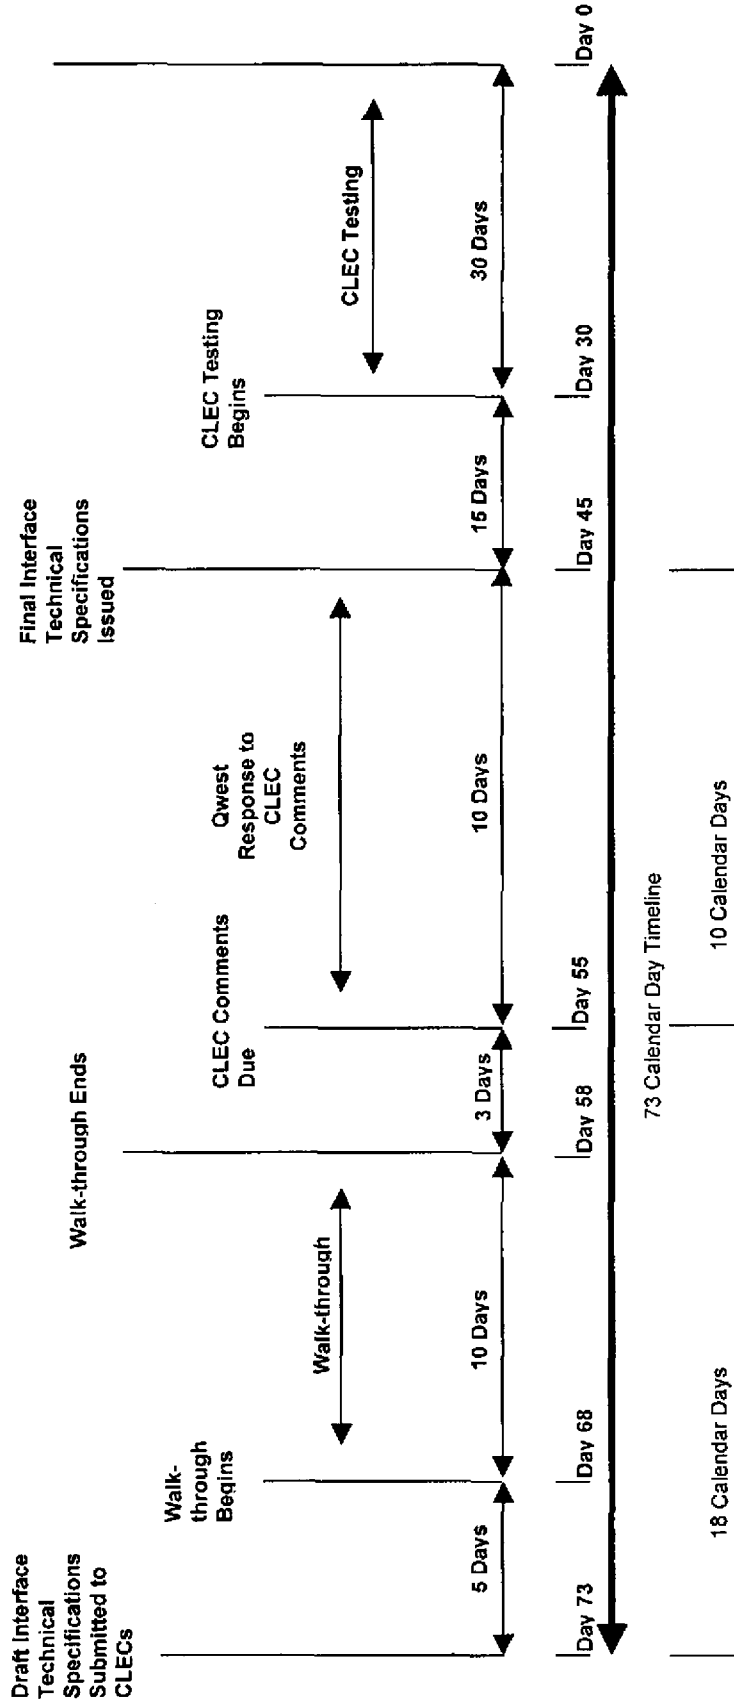 Draft Interface
Technical
Specifications
Submitted to
CLECs
Walk-
through
Begins
Walk-through Ends
Walk-through
CLEC Comments
Due
Qwest
Response to
CLEC
Comments
Final Interface
Technical
Specifications
Issued
CLEC Testing
Begins
CLEC Testing
5 Days
10 Days
3 Days
10 Days
15 Days
30 Days
Day 73
Day 68
Day 58
Day 55
Day 45
Day 30
Day 0
73 Calendar Day Timeline
18 Calendar Days
10 Calendar Days